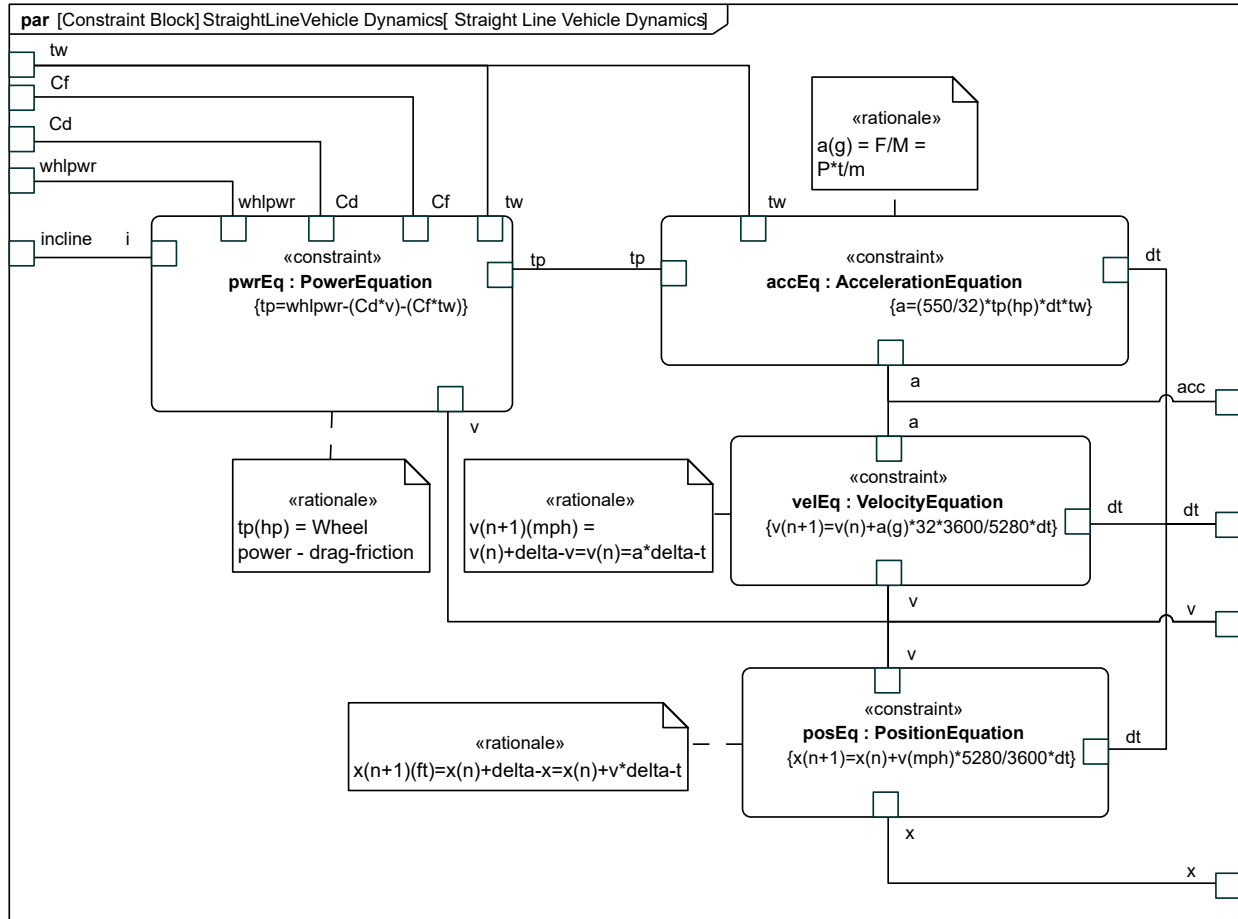 par [Constraint Block] StraightLineVehicle Dynamics[ Straight Line Vehicle Dynamics]
tw
Cf
Cd
whlpwr
incline
i
whlpwr
Cd
Cf
tw
«constraint»
pwrEq : PowerEquation
{tp=whlpwr-(Cd*v)-(Cf*tw)}
tp
v
«rationale»
tp(hp) = Wheel
power - drag-friction
«rationale»
a(g) = F/M =
P*t/m
tw
tp
«constraint»
accEq : AccelerationEquation
{a=(550/32)*tp(hp)*dt*tw}
dt
a
acc
a
«constraint»
velEq : VelocityEquation
{v(n+1)=v(n)+a(g)*32*3600/5280*dt}
dt
dt
v
«rationale»
v(n+1)(mph) =
v(n)+delta-v=v(n)=a*delta-t
v
v
«constraint»
posEq : PositionEquation
{x(n+1)=x(n)+v(mph)*5280/3600*dt}
dt
«rationale»
x(n+1)(ft)=x(n)+delta-x=x(n)+v*delta-t
x
x